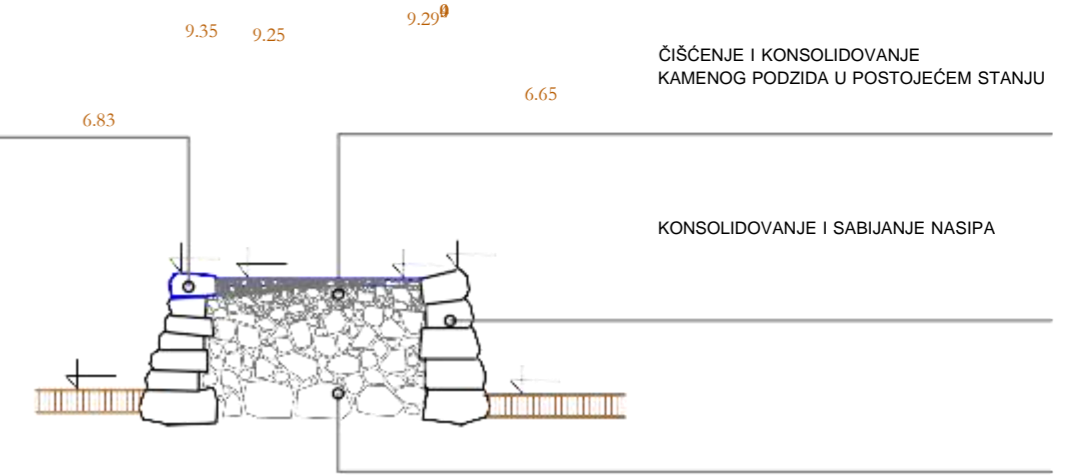 9.35
9.25
9.29
ČIŠĆENJE I KONSOLIDOVANJE
KAMENOG PODZIDA U POSTOJEĆEM STANJU
6.65
6.83
KONSOLIDOVANJE I SABIJANJE NASIPA